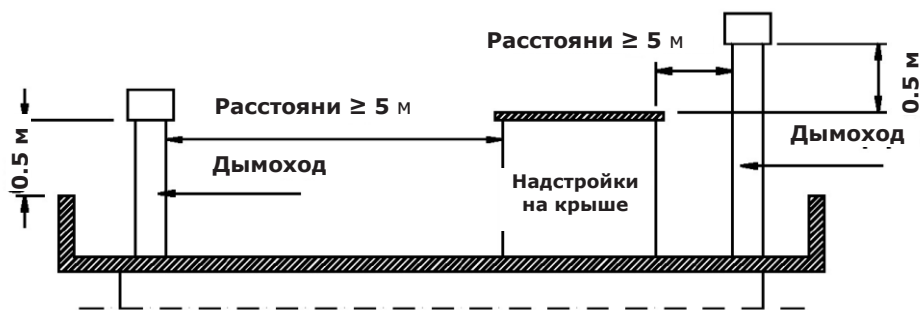 Расстояни ≥ 5 м
0.5 м
Расстояни ≥ 5 м
0.5 м
Дымоход
Дымоход
Надстройки
на крыше